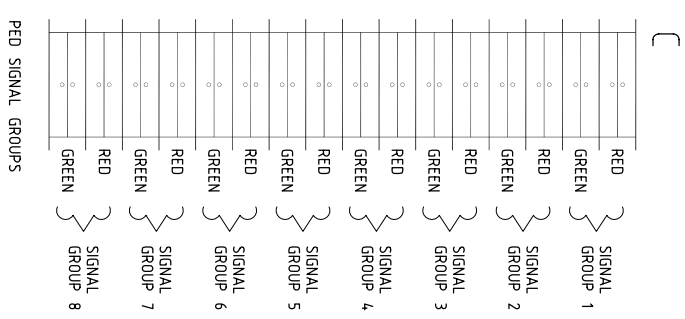 RED
GREEN
SIGNAL
GROUP 1
RED
GREEN
SIGNAL
GROUP 2
RED
GREEN
SIGNAL
GROUP 3
RED
GREEN
SIGNAL
GROUP 4
RED
GREEN
SIGNAL
GROUP 5
RED
GREEN
SIGNAL
GROUP 6
RED
GREEN
SIGNAL
GROUP 7
RED
GREEN
SIGNAL
GROUP 8
PED SIGNAL GROUPS